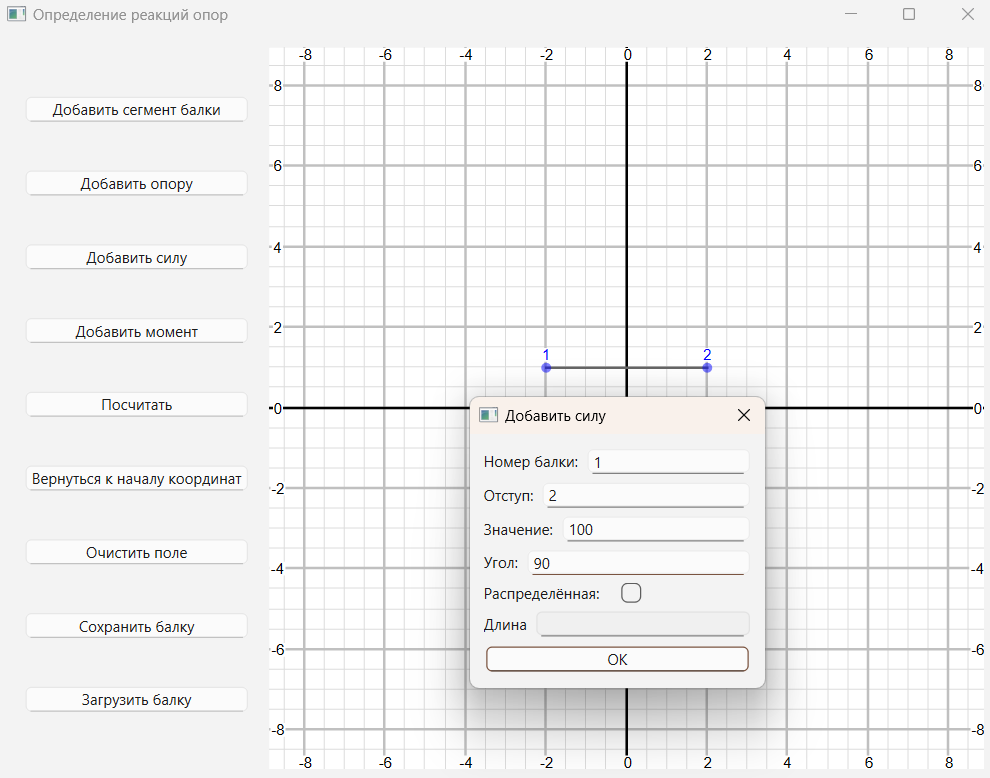 Определение реакций опор
Добавить сегмент балки
Добавить опору
Добавить силу
Добавить момент
Посчитать
Вернуться к началу координат
Очистить поле
Сохранить балку
Загрузить балку
-8 -6 -4 -2 0 2 4 6 8
8 8
6 6
4 4
2 2
1 2
0 0
-2 -2
-4 -4
-6 -6
-8 -8
-8 -6 -4 -2 0 2 4 6 8
Добавить силу
Номер балки: 1
Отступ: 2
Значение: 100
Угол: 90
Распределённая:
Длина
OK